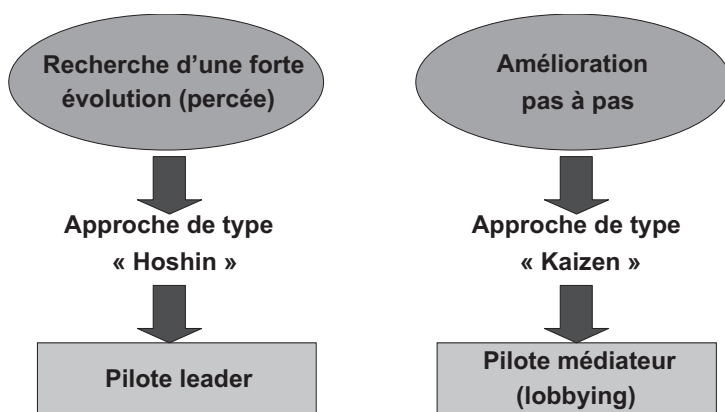 Recherche d'une forte
évolution (percée)
Approche de type
« Hoshin »
Pilote leader
Amélioration
pas à pas
Approche de type
« Kaizen »
Pilote médiateur
(lobbying)